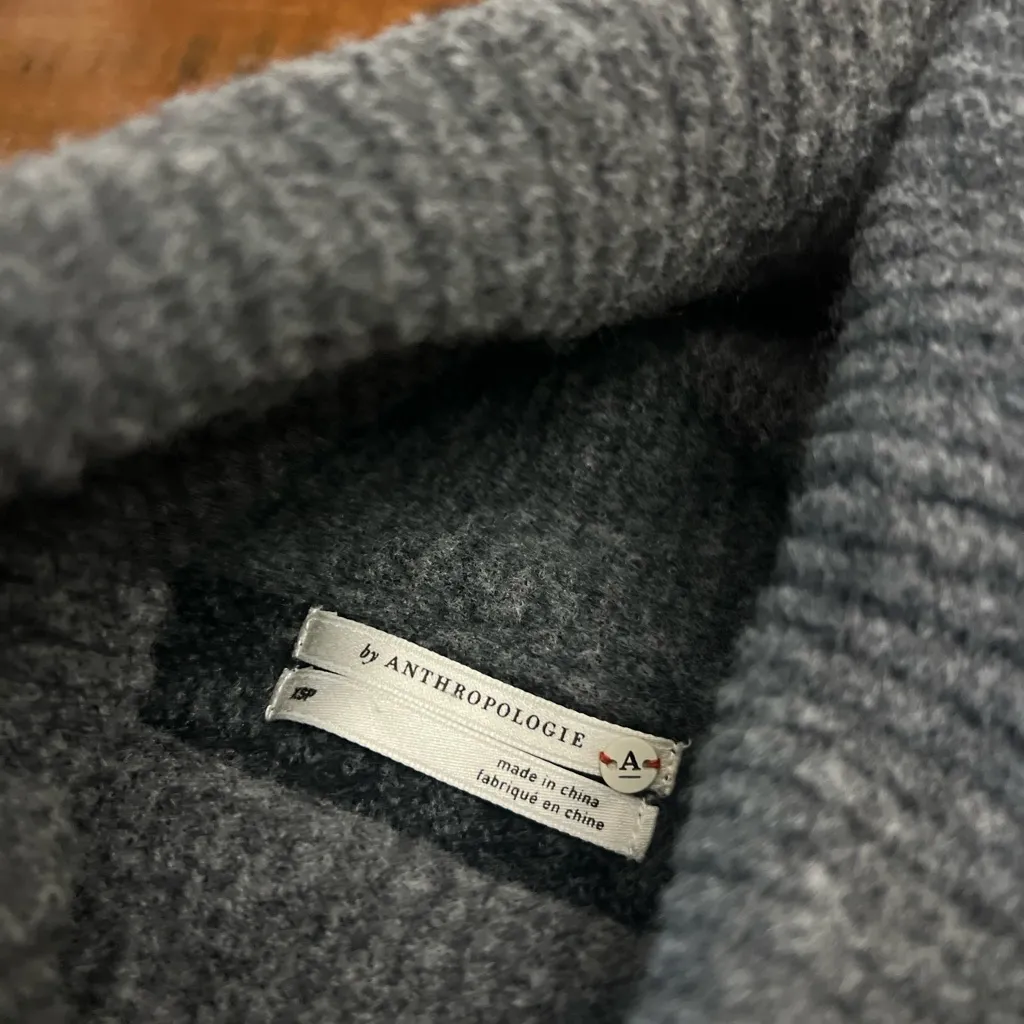 by ANTHROPOLOGIE
A
XSP
made in china
fabriqué en chine